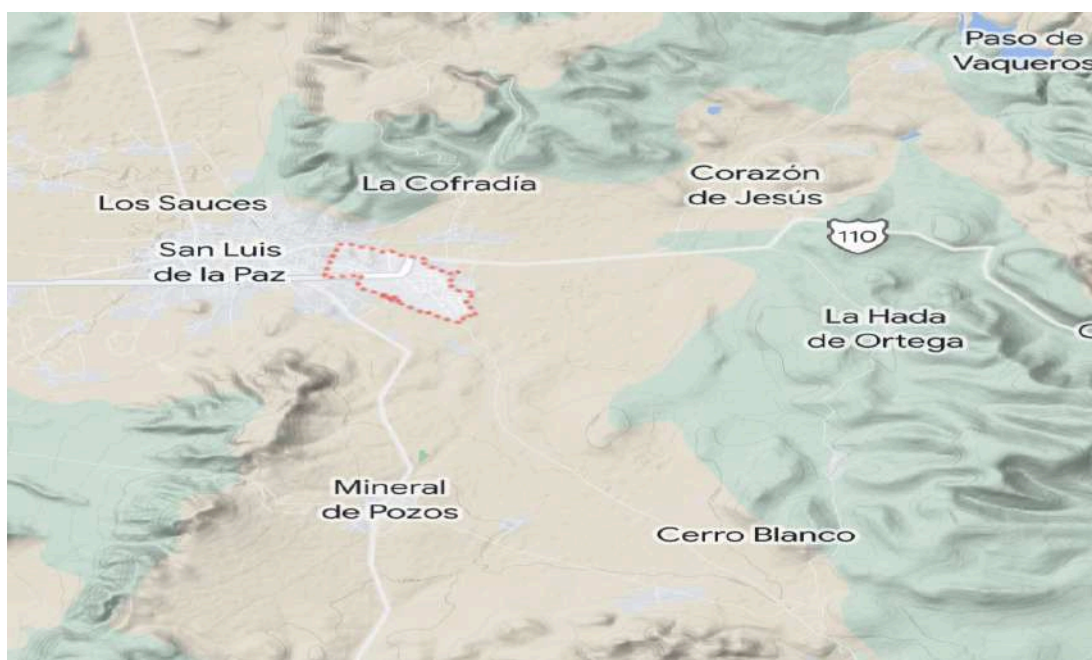 Paso de
Vaqueros
La Cofradía
Corazón
de Jesús
Los Sauces
San Luis
de la Paz
110
La Hada
de Ortega
Mineral
de Pozos
Cerro Blanco